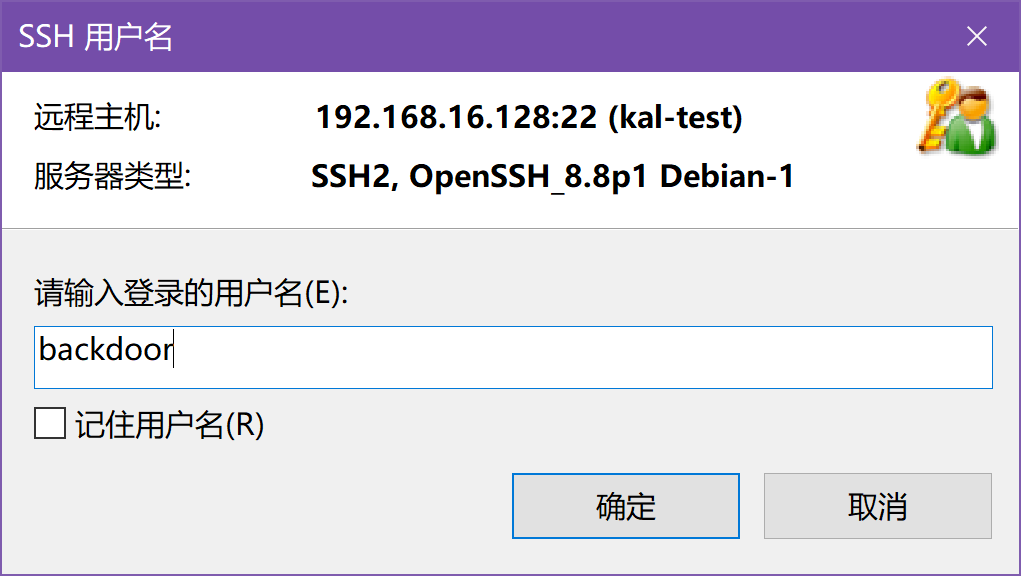 SSH 用户名
远程主机: 192.168.16.128:22 (kal-test)
服务器类型: SSH2, OpenSSH_8.8p1 Debian-1
请输入登录的用户名(E):
backdoor
记住用户名(R)
确定 取消